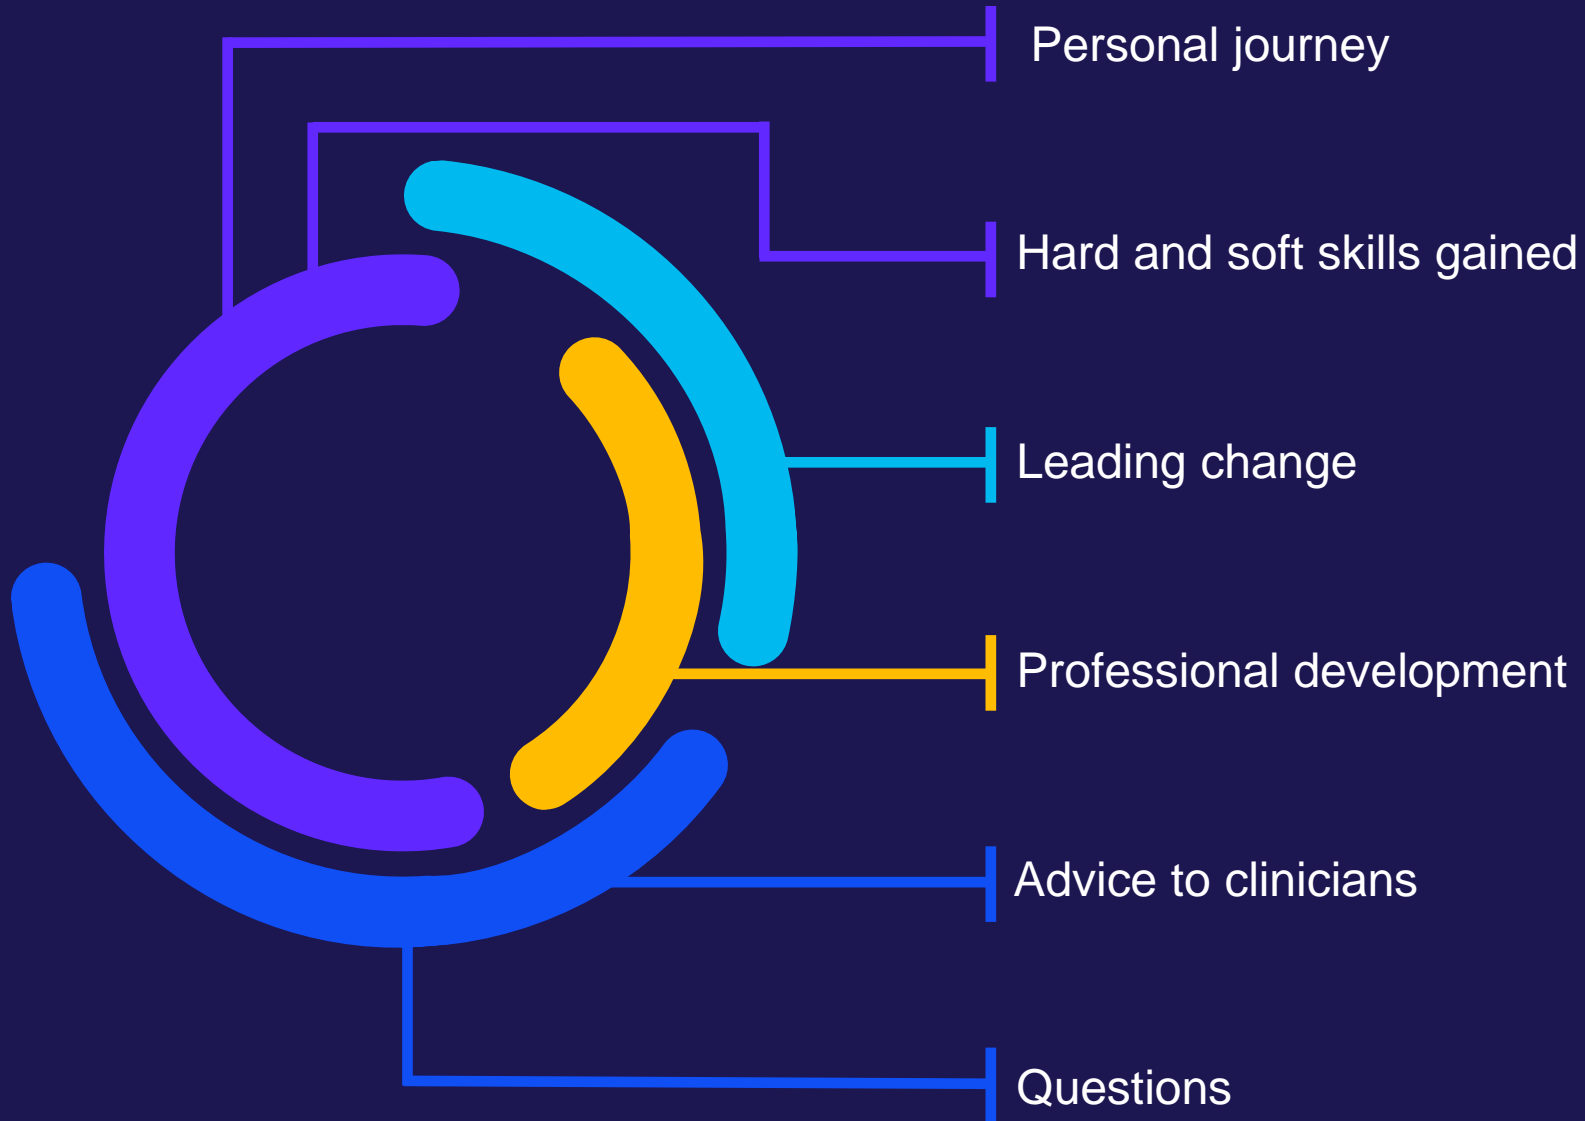 Personal journey
Hard and soft skills gained
Leading change
Professional development
Advice to clinicians
Questions